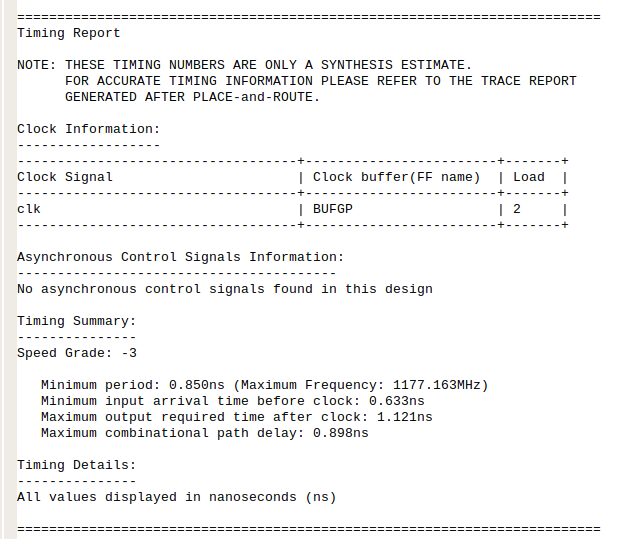 =========================================================================
Timing Report

NOTE: THESE TIMING NUMBERS ARE ONLY A SYNTHESIS ESTIMATE.
      FOR ACCURATE TIMING INFORMATION PLEASE REFER TO THE TRACE REPORT
      GENERATED AFTER PLACE-and-ROUTE.

Clock Information:
------------------
-----------------------------------+------------------------+-------+
Clock Signal                       | Clock buffer(FF name)  | Load  |
-----------------------------------+------------------------+-------+
clk                                | BUFGP                  | 2     |
-----------------------------------+------------------------+-------+

Asynchronous Control Signals Information:
----------------------------------------
No asynchronous control signals found in this design

Timing Summary:
---------------
Speed Grade: -3

   Minimum period: 0.850ns (Maximum Frequency: 1177.163MHz)
   Minimum input arrival time before clock: 0.633ns
   Maximum output required time after clock: 1.121ns
   Maximum combinational path delay: 0.898ns

Timing Details:
---------------
All values displayed in nanoseconds (ns)

=========================================================================